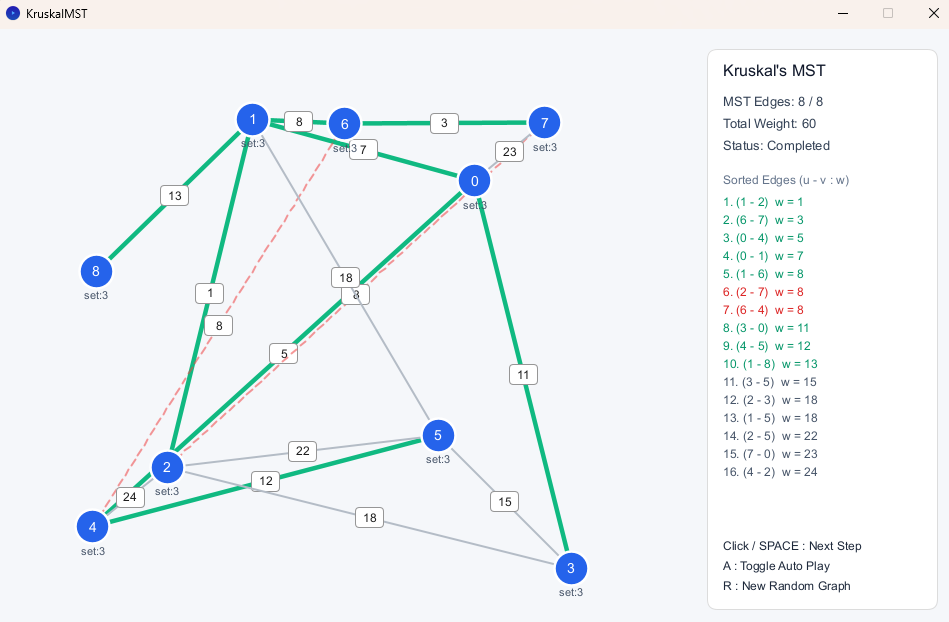 KruskalMST
Kruskal's MST
MST Edges: 8 / 8
Total Weight: 60
Status: Completed
Sorted Edges (u - v : w)
1. (1 - 2) w = 1
2. (6 - 7) w = 3
3. (0 - 4) w = 5
4. (0 - 1) w = 7
5. (1 - 6) w = 8
6. (2 - 7) w = 8
7. (6 - 4) w = 8
8. (3 - 0) w = 11
9. (4 - 5) w = 12
10. (1 - 8) w = 13
11. (3 - 5) w = 15
12. (2 - 3) w = 18
13. (1 - 5) w = 18
14. (2 - 5) w = 22
15. (7 - 0) w = 23
16. (4 - 2) w = 24
Click / SPACE : Next Step
A : Toggle Auto Play
R : New Random Graph
1
8
6
3
7
set:3
set:3
7
set:3
23
0
set:3
13
8
set:3
18
1
8
8
5
11
5
set:3
22
2
set:3
12
24
15
18
4
set:3
3
set:3